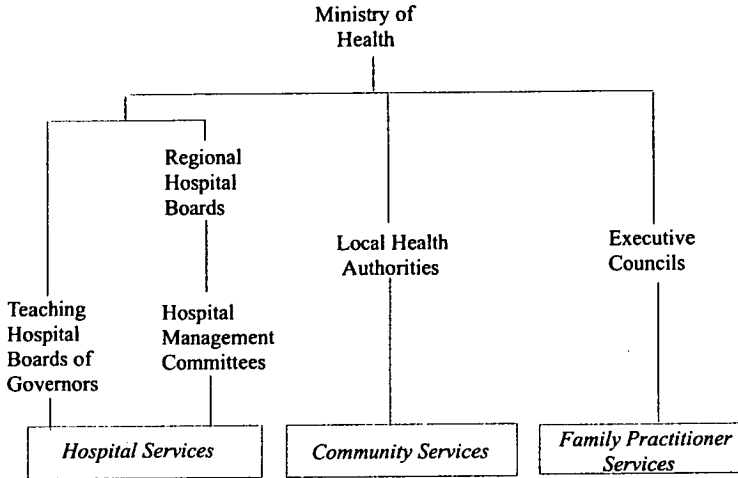 Ministry of
Health
Regional
Hospital
Boards
Local Health
Authorities
Executive
Councils
Teaching
Hospital
Boards of
Governors
Hospital
Management
Committees
Hospital Services
Community Services
Family Practitioner
Services